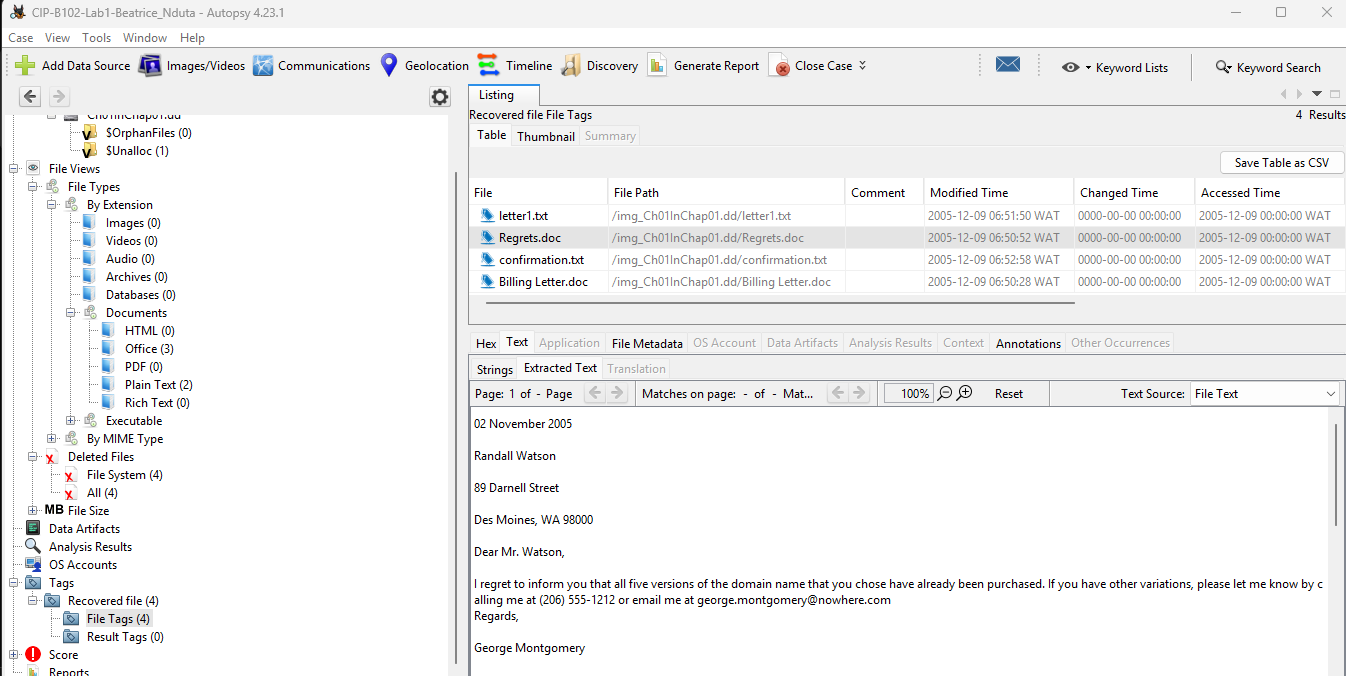 CIP-B102-Lab1-Beatrice_Nduta - Autopsy 4.23.1
Case View Tools Window Help
Add Data Source Images/Videos Communications Geolocation Timeline Discovery Generate Report Close Case Keyword Lists Keyword Search
Ch01InChap01.dd
$OrphanFiles (0)
$Unalloc (1)
File Views
File Types
By Extension
Images (0)
Videos (0)
Audio (0)
Archives (0)
Databases (0)
Documents
HTML (0)
Office (3)
PDF (0)
Plain Text (2)
Rich Text (0)
Executable
By MIME Type
Deleted Files
File System (4)
All (4)
MB File Size
Data Artifacts
Analysis Results
OS Accounts
Tags
Recovered file (4)
File Tags (4)
Result Tags (0)
Score
Reports
Listing
Recovered file File Tags 4 Results
Table Thumbnail Summary
Save Table as CSV
File File Path Comment Modified Time Changed Time Accessed Time
letter1.txt /img_Ch01InChap01.dd/letter1.txt 2005-12-09 06:51:50 WAT 0000-00-00 00:00:00 2005-12-09 00:00:00 WAT
Regrets.doc /img_Ch01InChap01.dd/Regrets.doc 2005-12-09 06:50:52 WAT 0000-00-00 00:00:00 2005-12-09 00:00:00 WAT
confirmation.txt /img_Ch01InChap01.dd/confirmation.txt 2005-12-09 06:52:58 WAT 0000-00-00 00:00:00 2005-12-09 00:00:00 WAT
Billing Letter.doc /img_Ch01InChap01.dd/Billing Letter.doc 2005-12-09 06:50:28 WAT 0000-00-00 00:00:00 2005-12-09 00:00:00 WAT
Hex Text Application File Metadata OS Account Data Artifacts Analysis Results Context Annotations Other Occurrences
Strings Extracted Text Translation
Page: 1 of - Page Matches on page: - of - Mat... 100% Reset Text Source: File Text
02 November 2005
Randall Watson
89 Darnell Street
Des Moines, WA 98000
Dear Mr. Watson,
I regret to inform you that all five versions of the domain name that you chose have already been purchased. If you have other variations, please let me know by c
alling me at (206) 555-1212 or email me at george.montgomery@nowhere.com
Regards,
George Montgomery